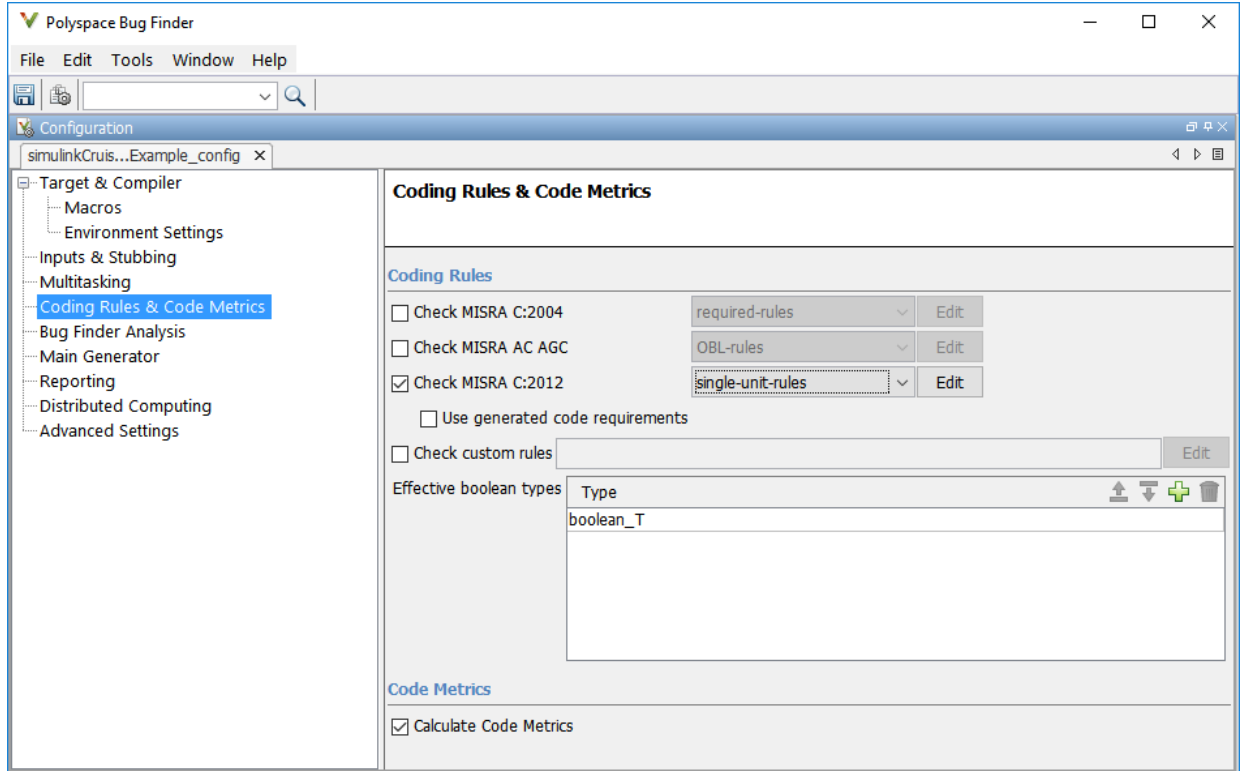 Polyspace Bug Finder
File Edit Tools Window Help
Configuration
simulinkCruis...Example_config
Target & Compiler
Macros
Environment Settings
Inputs & Stubbing
Multitasking
Coding Rules & Code Metrics
Bug Finder Analysis
Main Generator
Reporting
Distributed Computing
Advanced Settings
Coding Rules & Code Metrics
Coding Rules
Check MISRA C:2004 required-rules Edit
Check MISRA AC AGC OBL-rules Edit
Check MISRA C:2012 single-unit-rules Edit
Use generated code requirements
Check custom rules Edit
Effective boolean types Type
boolean_T
Code Metrics
Calculate Code Metrics